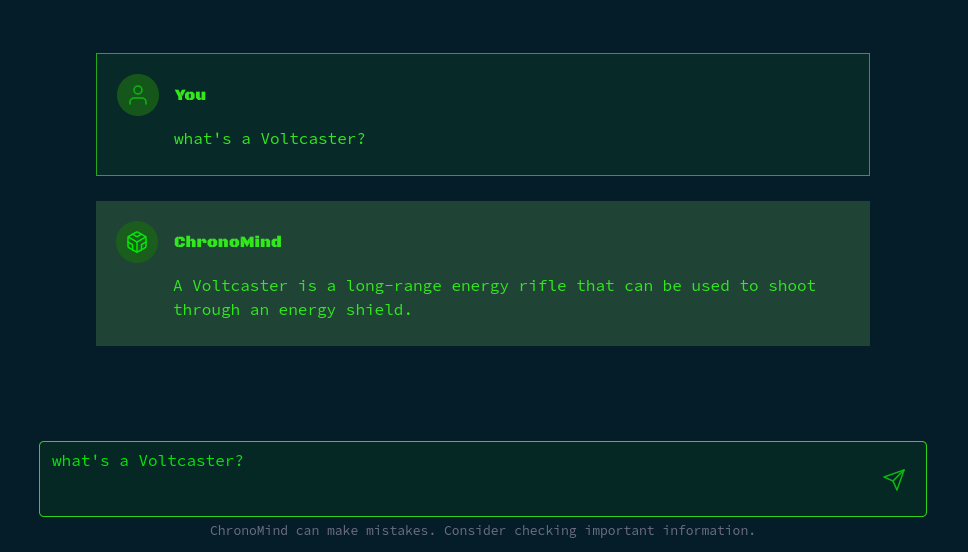 You
what's a Voltcaster?
ChronoMind
A Voltcaster is a long-range energy rifle that can be used to shoot
through an energy shield.
what's a Voltcaster?
ChronoMind can make mistakes. Consider checking important information.